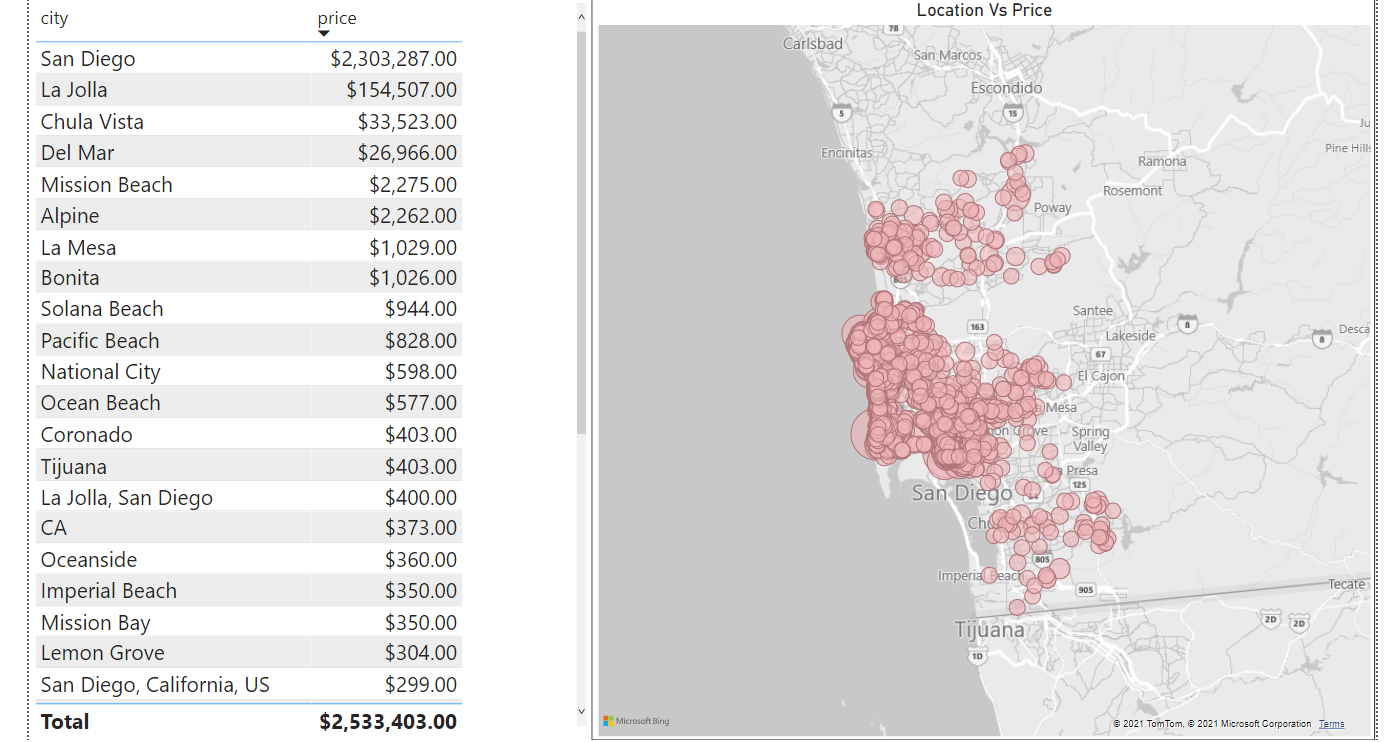 city price
San Diego $2,303,287.00
La Jolla $154,507.00
Chula Vista $33,523.00
Del Mar $26,966.00
Mission Beach $2,275.00
Alpine $2,262.00
La Mesa $1,029.00
Bonita $1,026.00
Solana Beach $944.00
Pacific Beach $828.00
National City $598.00
Ocean Beach $577.00
Coronado $403.00
Tijuana $403.00
La Jolla, San Diego $400.00
CA $373.00
Oceanside $360.00
Imperial Beach $350.00
Mission Bay $350.00
Lemon Grove $304.00
San Diego, California, US $299.00
Total $2,533,403.00
Location Vs Price
78
Carlsbad
San Marcos
Escondido
5
15
Encinitas
Ramona
Pine Hills
Rosemont
Poway
Santee
163
Lakeside
8
8
Desca
67
El Cajon
Mesa
Spring
Valley
Presa
125
San Diego
Chu
805
Imperial Beach
905
Tecate
Tijuana
2D
2D
1D
Microsoft Bing
© 2021 TomTom, © 2021 Microsoft Corporation Terms